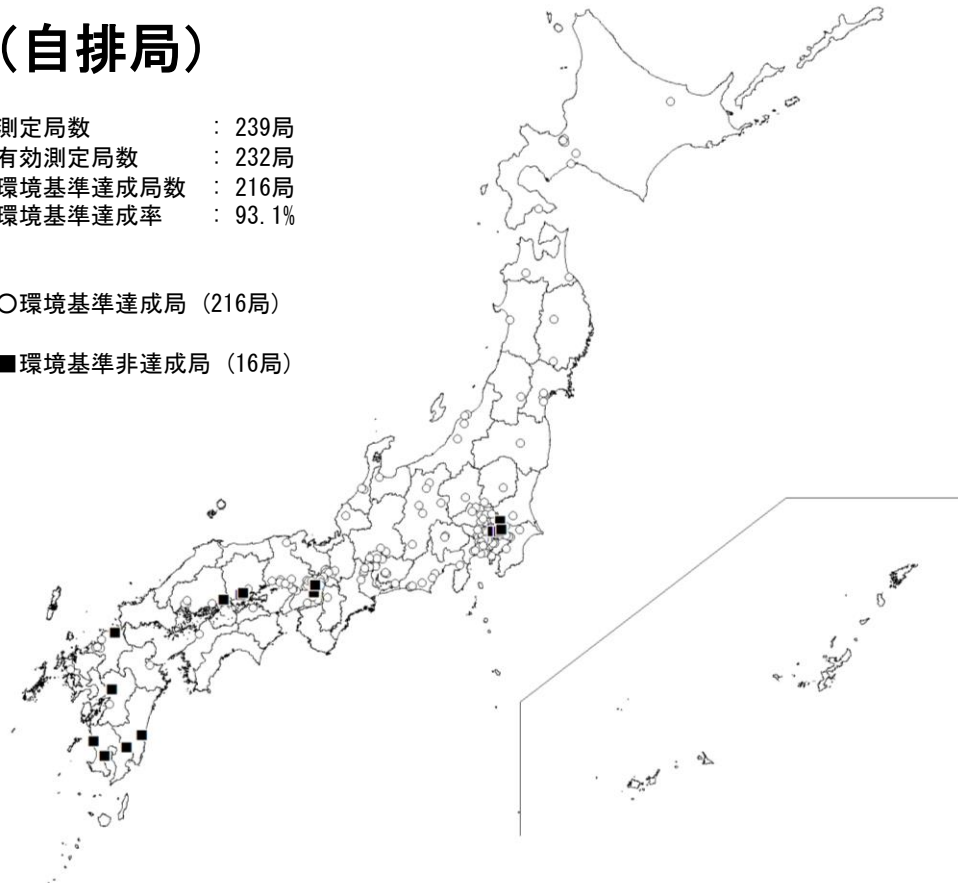 （自排局）
測定局数 : 239局
有効測定局数 : 232局
環境基準達成局数 : 216局
環境基準達成率 : 93.1%
○環境基準達成局 (216局)
■環境基準非達成局 (16局)